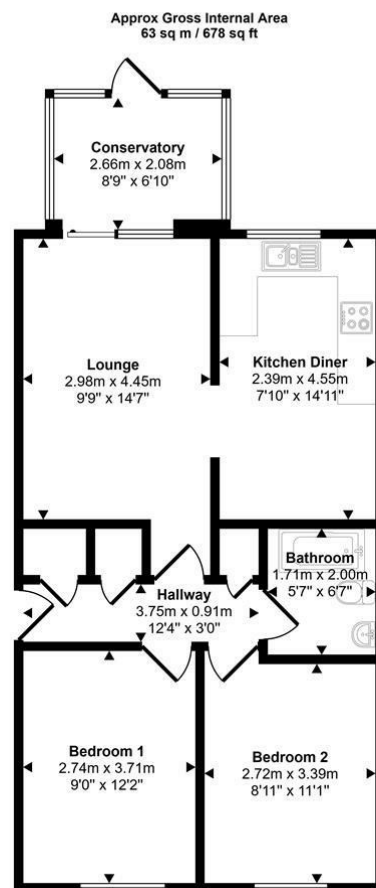 Approx Gross Internal Area
63 sq m / 678 sq ft
Conservatory
2.66m x 2.08m
8'9" x 6'10"
Lounge
2.98m x 4.45m
9'9" x 14'7"
Kitchen Diner
2.39m x 4.55m
7'10" x 14'11"
Bathroom
1.71m x 2.00m
5'7" x 6'7"
Hallway
3.75m x 0.91m
12'4" x 3'0"
Bedroom 1
2.74m x 3.71m
9'0" x 12'2"
Bedroom 2
2.72m x 3.39m
8'11" x 11'1"